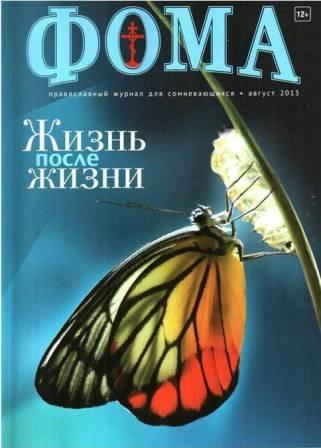 12+
ФОМА
православный журнал для сомневающихся • август 2013
Жизнь
после
жизни